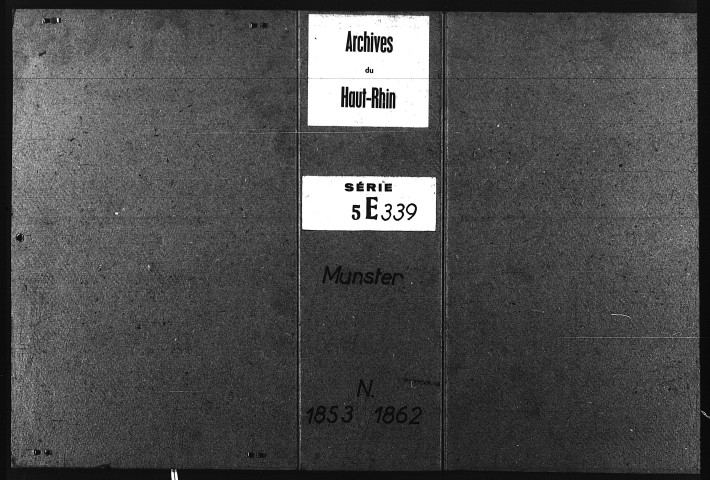 Archives
du
Haut-Rhin
SÉRIE
5 E 339
Munster
N.
1853 1862